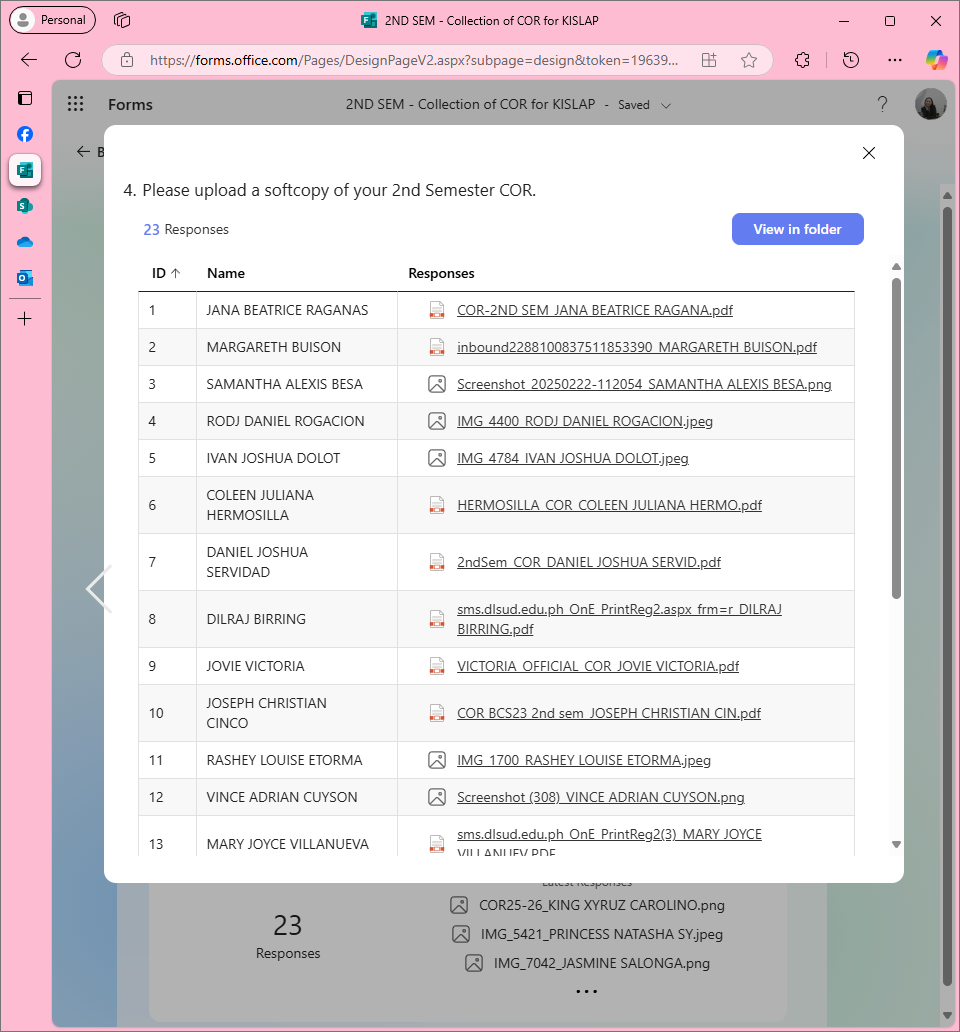 Personal
2ND SEM - Collection of COR for KISLAP
https://forms.office.com/Pages/DesignPageV2.aspx?subpage=design&token=19639...
Forms
2ND SEM - Collection of COR for KISLAP - Saved
?
B
4. Please upload a softcopy of your 2nd Semester COR.
23 Responses
View in folder
ID Name Responses
1 JANA BEATRICE RAGANAS COR-2ND SEM_JANA BEATRICE RAGANA.pdf
2 MARGARETH BUISON inbound2288100837511853390_MARGARETH BUISON.pdf
3 SAMANTHA ALEXIS BESA Screenshot_20250222-112054_SAMANTHA ALEXIS BESA.png
4 RODJ DANIEL ROGACION IMG_4400_RODJ DANIEL ROGACION.jpeg
5 IVAN JOSHUA DOLOT IMG_4784_IVAN JOSHUA DOLOT.jpeg
6 COLEEN JULIANA
HERMOSILLA HERMOSILLA_COR_COLEEN JULIANA HERMO.pdf
7 DANIEL JOSHUA
SERVIDAD 2ndSem_COR_DANIEL JOSHUA SERVID.pdf
8 DILRAJ BIRRING sms.dlsud.edu.ph_OnE_PrintReg2.aspx_frm=r_DILRAJ
BIRRING.pdf
9 JOVIE VICTORIA VICTORIA_OFFICIAL_COR_JOVIE VICTORIA.pdf
10 JOSEPH CHRISTIAN
CINCO COR BCS23 2nd sem_JOSEPH CHRISTIAN CIN.pdf
11 RASHEY LOUISE ETORMA IMG_1700_RASHEY LOUISE ETORMA.jpeg
12 VINCE ADRIAN CUYSON Screenshot (308)_VINCE ADRIAN CUYSON.png
13 MARY JOYCE VILLANUEVA sms.dlsud.edu.ph_OnE_PrintReg2(3)_MARY JOYCE
VILLANUEV.PDF
Latest Responses
23
Responses
COR25-26_KING XYRUZ CAROLINO.png
IMG_5421_PRINCESS NATASHA SY.jpeg
IMG_7042_JASMINE SALONGA.png
...